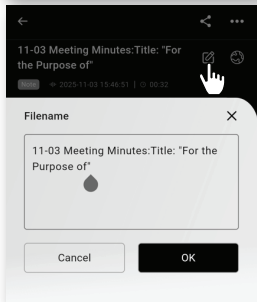 11-03 Meeting Minutes:Title: "For
the Purpose of"
Note 2025-11-03 15:46:51 | 00:32
Filename
11-03 Meeting Minutes:Title: "For the
Purpose of"
Cancel OK